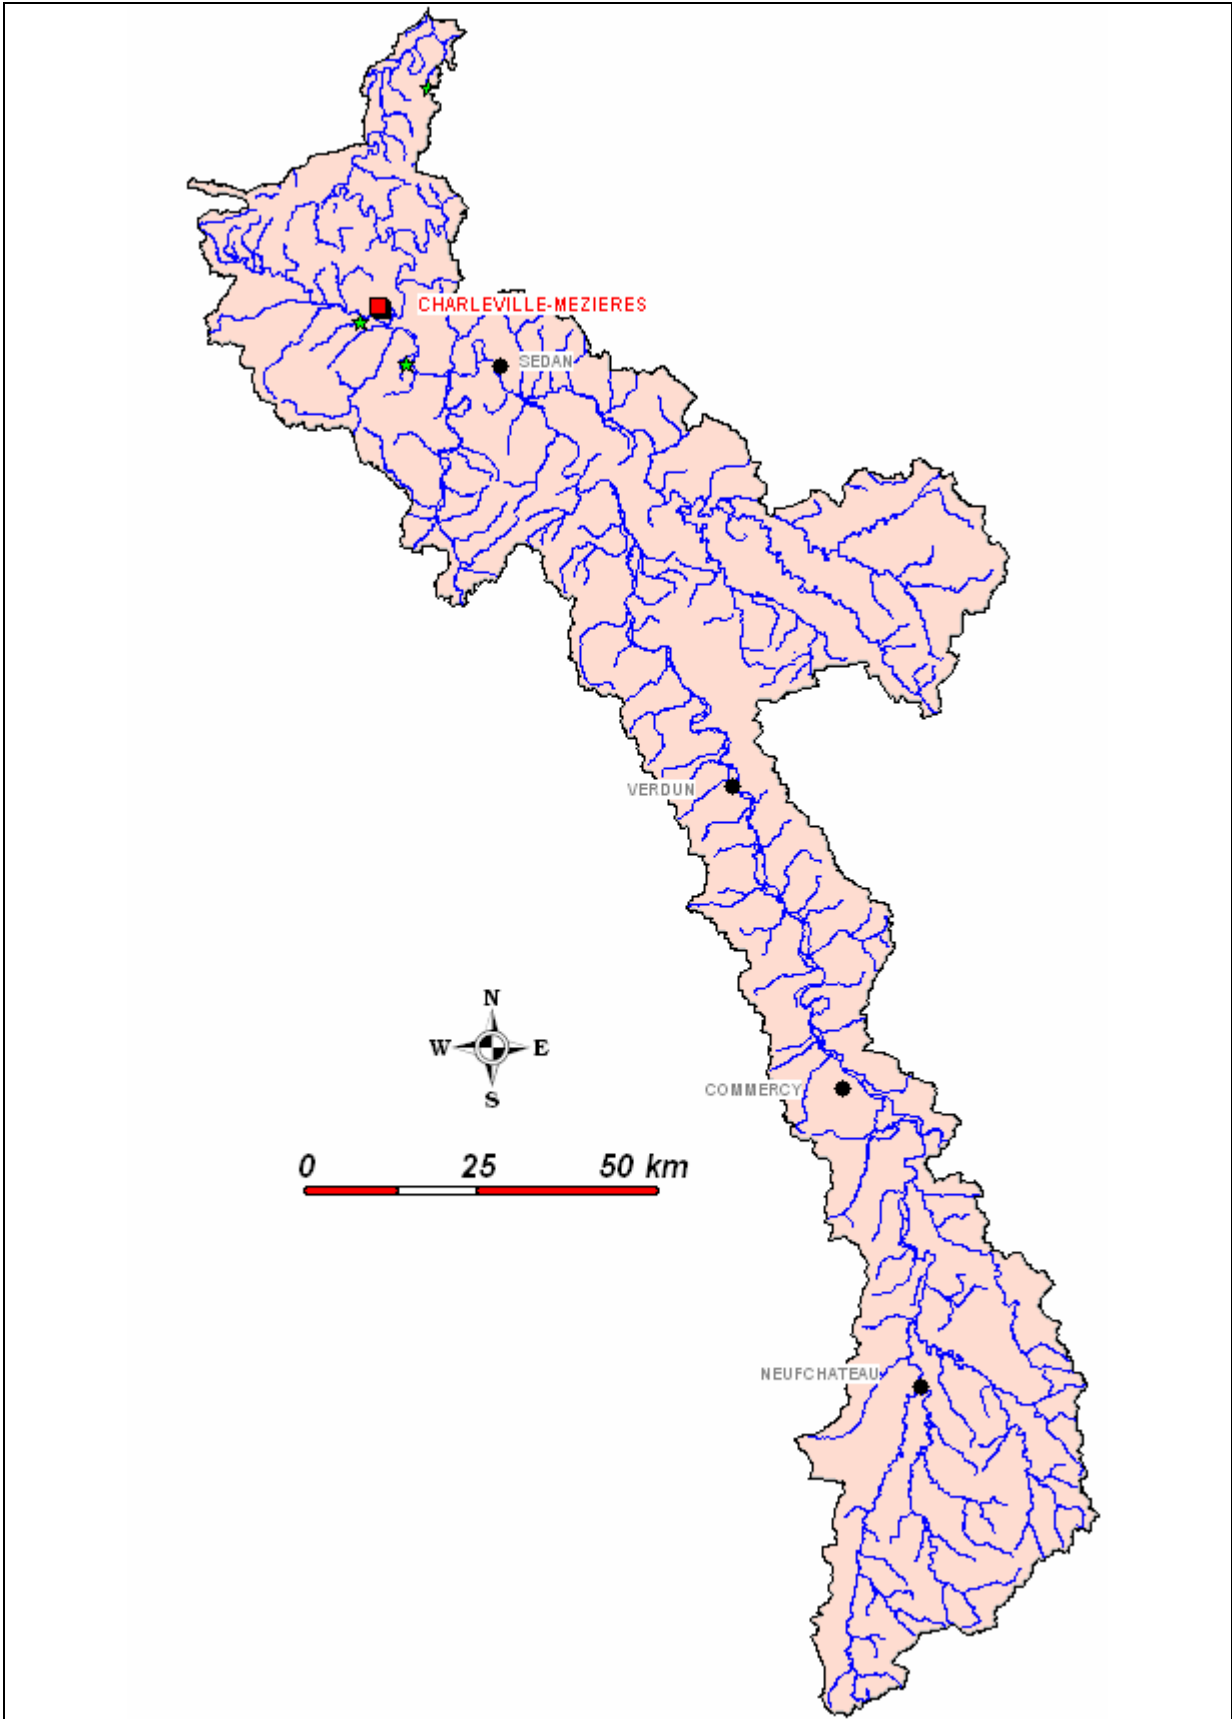 CHARLEVILLE-MEZIERES
SEDAN
VERDUN
N
W E
S
COMMERCY
0 25 50 km
NEUFCHATEAU